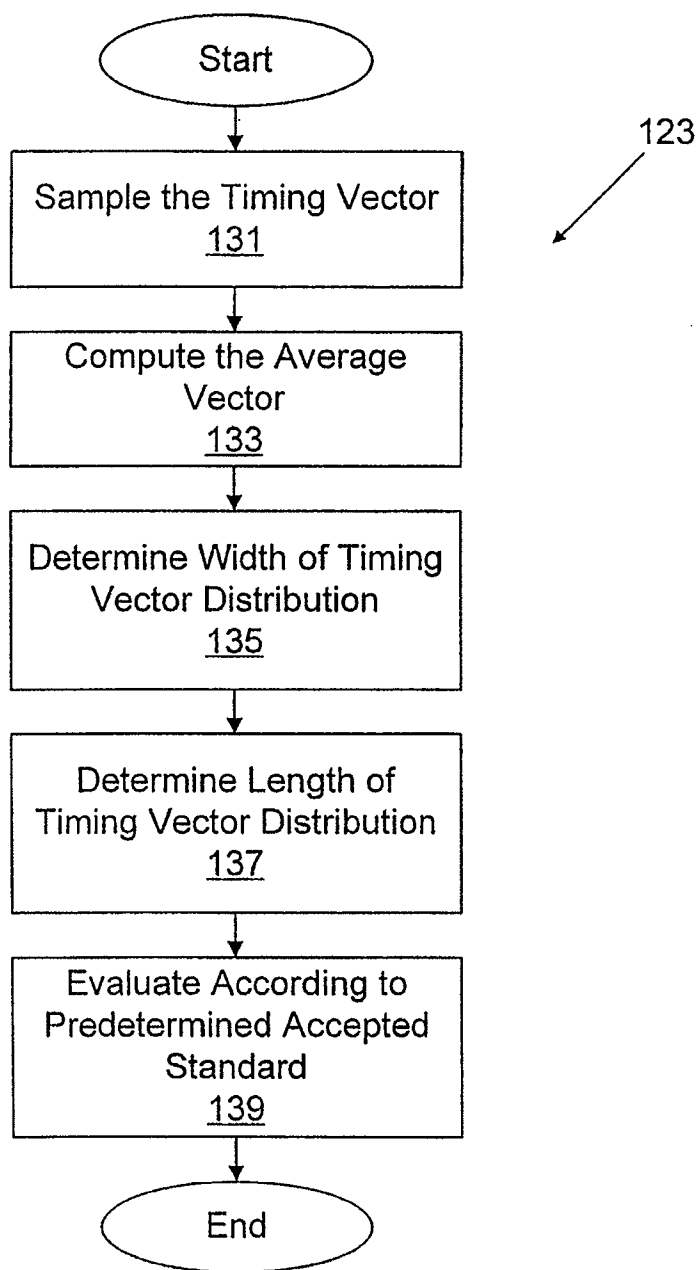 Start
123
Sample the Timing Vector
131
Compute the Average
Vector
133
Determine Width of Timing
Vector Distribution
135
Determine Length of
Timing Vector Distribution
137
Evaluate According to
Predetermined Accepted
Standard
139
End